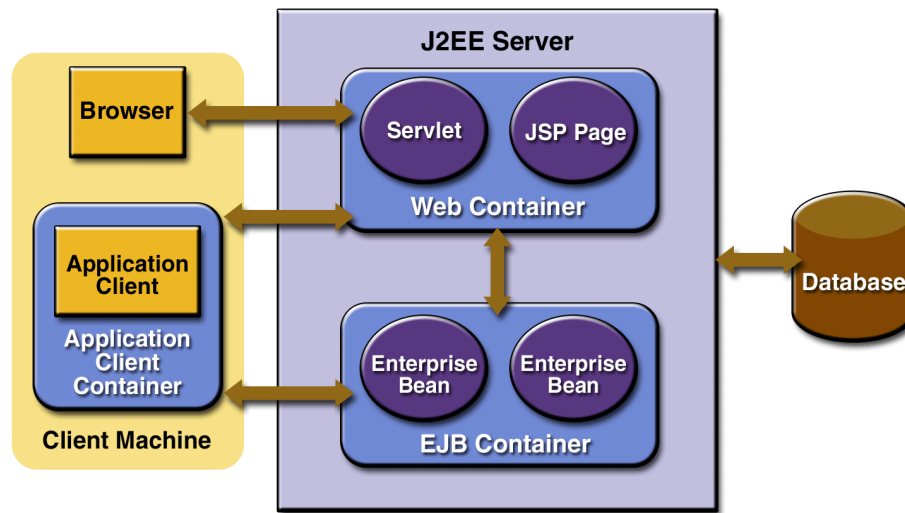 J2EE Server
Browser
Servlet
JSP Page
Web Container
Application
Client
Application
Client
Container
Client Machine
Enterprise
Bean
Enterprise
Bean
EJB Container
Database